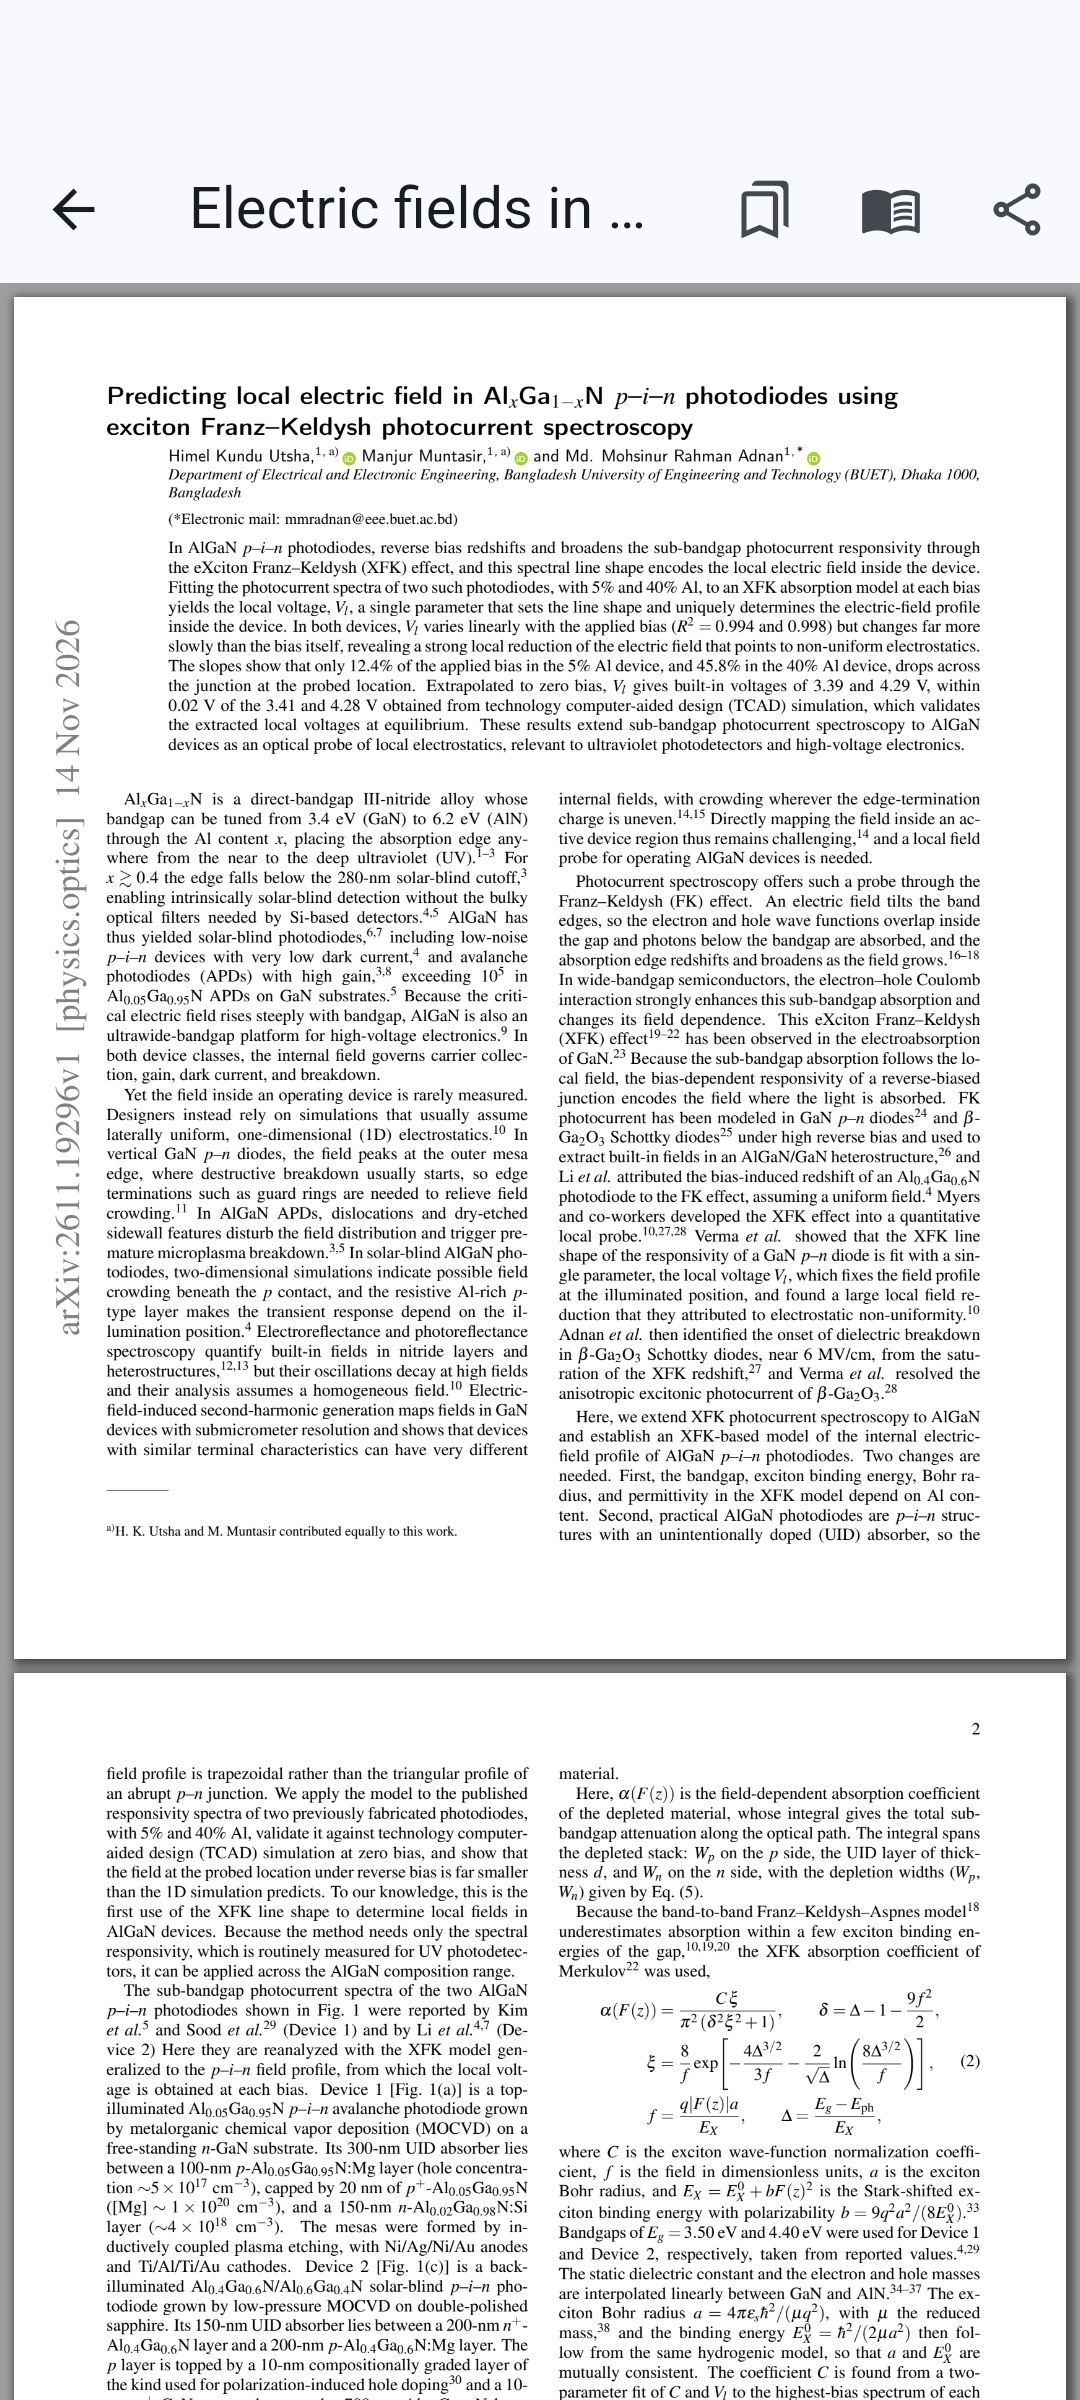 Electric fields in ...
Predicting local electric field in AlₓGa₁₋ₓN p–i–n photodiodes using
exciton Franz–Keldysh photocurrent spectroscopy
Himel Kundu Utsha,¹, ᵃ⁾ Manjur Muntasir,¹, ᵃ⁾ and Md. Mohsinur Rahman Adnan¹, *
Department of Electrical and Electronic Engineering, Bangladesh University of Engineering and Technology (BUET), Dhaka 1000,
Bangladesh
(*Electronic mail: mmradnan@eee.buet.ac.bd)
In AlGaN p–i–n photodiodes, reverse bias redshifts and broadens the sub-bandgap photocurrent responsivity through
the eXciton Franz–Keldysh (XFK) effect, and this spectral line shape encodes the local electric field inside the device.
Fitting the photocurrent spectra of two such photodiodes, with 5% and 40% Al, to an XFK absorption model at each bias
yields the local voltage, Vₗ, a single parameter that sets the line shape and uniquely determines the electric-field profile
inside the device. In both devices, Vₗ varies linearly with the applied bias (R² = 0.994 and 0.998) but changes far more
slowly than the bias itself, revealing a strong local reduction of the electric field that points to non-uniform electrostatics.
The slopes show that only 12.4% of the applied bias in the 5% Al device, and 45.8% in the 40% Al device, drops across
the junction at the probed location. Extrapolated to zero bias, Vₗ gives built-in voltages of 3.39 and 4.29 V, within
0.02 V of the 3.41 and 4.28 V obtained from technology computer-aided design (TCAD) simulation, which validates
the extracted local voltages at equilibrium. These results extend sub-bandgap photocurrent spectroscopy to AlGaN
devices as an optical probe of local electrostatics, relevant to ultraviolet photodetectors and high-voltage electronics.
arXiv:2611.19296v1 [physics.optics] 14 Nov 2026
AlₓGa₁₋ₓN is a direct-bandgap III-nitride alloy whose
bandgap can be tuned from 3.4 eV (GaN) to 6.2 eV (AlN)
through the Al content x, placing the absorption edge any-
where from the near to the deep ultraviolet (UV).¹⁻³ For
x ≳ 0.4 the edge falls below the 280-nm solar-blind cutoff,³
enabling intrinsically solar-blind detection without the bulky
optical filters needed by Si-based detectors.⁴,⁵ AlGaN has
thus yielded solar-blind photodiodes,⁶,⁷ including low-noise
p–i–n devices with very low dark current,⁴ and avalanche
photodiodes (APDs) with high gain,³,⁸ exceeding 10⁵ in
Al₀.₀₅Ga₀.₉₅N APDs on GaN substrates.⁵ Because the criti-
cal electric field rises steeply with bandgap, AlGaN is also an
ultrawide-bandgap platform for high-voltage electronics.⁹ In
both device classes, the internal field governs carrier collec-
tion, gain, dark current, and breakdown.
Yet the field inside an operating device is rarely measured.
Designers instead rely on simulations that usually assume
laterally uniform, one-dimensional (1D) electrostatics.¹⁰ In
vertical GaN p–n diodes, the field peaks at the outer mesa
edge, where destructive breakdown usually starts, so edge
terminations such as guard rings are needed to relieve field
crowding.¹¹ In AlGaN APDs, dislocations and dry-etched
sidewall features disturb the field distribution and trigger pre-
mature microplasma breakdown.³,⁵ In solar-blind AlGaN pho-
todiodes, two-dimensional simulations indicate possible field
crowding beneath the p contact, and the resistive Al-rich p-
type layer makes the transient response depend on the il-
lumination position.⁴ Electroreflectance and photoreflectance
spectroscopy quantify built-in fields in nitride layers and
heterostructures,¹²,¹³ but their oscillations decay at high fields
and their analysis assumes a homogeneous field.¹⁰ Electric-
field-induced second-harmonic generation maps fields in GaN
devices with submicrometer resolution and shows that devices
with similar terminal characteristics can have very different
ᵃ⁾H. K. Utsha and M. Muntasir contributed equally to this work.
internal fields, with crowding wherever the edge-termination
charge is uneven.¹⁴,¹⁵ Directly mapping the field inside an ac-
tive device region thus remains challenging,¹⁴ and a local field
probe for operating AlGaN devices is needed.
Photocurrent spectroscopy offers such a probe through the
Franz–Keldysh (FK) effect. An electric field tilts the band
edges, so the electron and hole wave functions overlap inside
the gap and photons below the bandgap are absorbed, and the
absorption edge redshifts and broadens as the field grows.¹⁶⁻¹⁸
In wide-bandgap semiconductors, the electron–hole Coulomb
interaction strongly enhances this sub-bandgap absorption and
changes its field dependence. This eXciton Franz–Keldysh
(XFK) effect¹⁹⁻²² has been observed in the electroabsorption
of GaN.²³ Because the sub-bandgap absorption follows the lo-
cal field, the bias-dependent responsivity of a reverse-biased
junction encodes the field where the light is absorbed. FK
photocurrent has been modeled in GaN p–n diodes²⁴ and β-
Ga₂O₃ Schottky diodes²⁵ under high reverse bias and used to
extract built-in fields in an AlGaN/GaN heterostructure,²⁶ and
Li et al. attributed the bias-induced redshift of an Al₀.₄Ga₀.₆N
photodiode to the FK effect, assuming a uniform field.⁴ Myers
and co-workers developed the XFK effect into a quantitative
local probe.¹⁰,²⁷,²⁸ Verma et al. showed that the XFK line
shape of the responsivity of a GaN p–n diode is fit with a sin-
gle parameter, the local voltage Vₗ, which fixes the field profile
at the illuminated position, and found a large local field re-
duction that they attributed to electrostatic non-uniformity.¹⁰
Adnan et al. then identified the onset of dielectric breakdown
in β-Ga₂O₃ Schottky diodes, near 6 MV/cm, from the satu-
ration of the XFK redshift,²⁷ and Verma et al. resolved the
anisotropic excitonic photocurrent of β-Ga₂O₃.²⁸
Here, we extend XFK photocurrent spectroscopy to AlGaN
and establish an XFK-based model of the internal electric-
field profile of AlGaN p–i–n photodiodes. Two changes are
needed. First, the bandgap, exciton binding energy, Bohr ra-
dius, and permittivity in the XFK model depend on Al con-
tent. Second, practical AlGaN photodiodes are p–i–n struc-
tures with an unintentionally doped (UID) absorber, so the
2
field profile is trapezoidal rather than the triangular profile of
an abrupt p–n junction. We apply the model to the published
responsivity spectra of two previously fabricated photodiodes,
with 5% and 40% Al, validate it against technology computer-
aided design (TCAD) simulation at zero bias, and show that
the field at the probed location under reverse bias is far smaller
than the 1D simulation predicts. To our knowledge, this is the
first use of the XFK line shape to determine local fields in
AlGaN devices. Because the method needs only the spectral
responsivity, which is routinely measured for UV photodetec-
tors, it can be applied across the AlGaN composition range.
The sub-bandgap photocurrent spectra of the two AlGaN
p–i–n photodiodes shown in Fig. 1 were reported by Kim
et al.⁵ and Sood et al.²⁹ (Device 1) and by Li et al.⁴,⁷ (De-
vice 2) Here they are reanalyzed with the XFK model gen-
eralized to the p–i–n field profile, from which the local volt-
age is obtained at each bias. Device 1 [Fig. 1(a)] is a top-
illuminated Al₀.₀₅Ga₀.₉₅N p–i–n avalanche photodiode grown
by metalorganic chemical vapor deposition (MOCVD) on a
free-standing n-GaN substrate. Its 300-nm UID absorber lies
between a 100-nm p-Al₀.₀₅Ga₀.₉₅N:Mg layer (hole concentra-
tion ∼5 × 10¹⁷ cm⁻³), capped by 20 nm of p⁺-Al₀.₀₅Ga₀.₉₅N
([Mg] ∼ 1 × 10²⁰ cm⁻³), and a 150-nm n-Al₀.₀₂Ga₀.₉₈N:Si
layer (∼4 × 10¹⁸ cm⁻³). The mesas were formed by in-
ductively coupled plasma etching, with Ni/Ag/Ni/Au anodes
and Ti/Al/Ti/Au cathodes. Device 2 [Fig. 1(c)] is a back-
illuminated Al₀.₄Ga₀.₆N/Al₀.₆Ga₀.₄N solar-blind p–i–n pho-
todiode grown by low-pressure MOCVD on double-polished
sapphire. Its 150-nm UID absorber lies between a 200-nm n⁺-
Al₀.₄Ga₀.₆N layer and a 200-nm p-Al₀.₄Ga₀.₆N:Mg layer. The
p layer is topped by a 10-nm compositionally graded layer of
the kind used for polarization-induced hole doping³⁰ and a 10-
material.
Here, α(F(z)) is the field-dependent absorption coefficient
of the depleted material, whose integral gives the total sub-
bandgap attenuation along the optical path. The integral spans
the depleted stack: Wₚ on the p side, the UID layer of thick-
ness d, and Wₙ on the n side, with the depletion widths (Wₚ,
Wₙ) given by Eq. (5).
Because the band-to-band Franz–Keldysh–Aspnes model¹⁸
underestimates absorption within a few exciton binding en-
ergies of the gap,¹⁰,¹⁹,²⁰ the XFK absorption coefficient of
Merkulov²² was used,
α(F(z)) = Cξ / π² (δ²ξ² + 1), δ = Δ − 1 − 9f² / 2,
ξ = 8/f exp[−4Δ^{3/2}/3f − 2/√Δ ln(8Δ^{3/2}/f)], (2)
f = q|F(z)|a / E_X, Δ = E_g − E_ph / E_X,
where C is the exciton wave-function normalization coeffi-
cient, f is the field in dimensionless units, a is the exciton
Bohr radius, and E_X = E_X⁰ + bF(z)² is the Stark-shifted ex-
citon binding energy with polarizability b = 9q²a²/(8E_X⁰).³³
Bandgaps of E_g = 3.50 eV and 4.40 eV were used for Device 1
and Device 2, respectively, taken from reported values.⁴,²⁹
The static dielectric constant and the electron and hole masses
are interpolated linearly between GaN and AlN.³⁴⁻³⁷ The ex-
citon Bohr radius a = 4πεₛℏ²/(μq²), with μ the reduced
mass,³⁸ and the binding energy E_X⁰ = ℏ²/(2μa²) then fol-
low from the same hydrogenic model, so that a and E_X⁰ are
mutually consistent. The coefficient C is found from a two-
parameter fit of C and Vₗ to the highest-bias spectrum of each